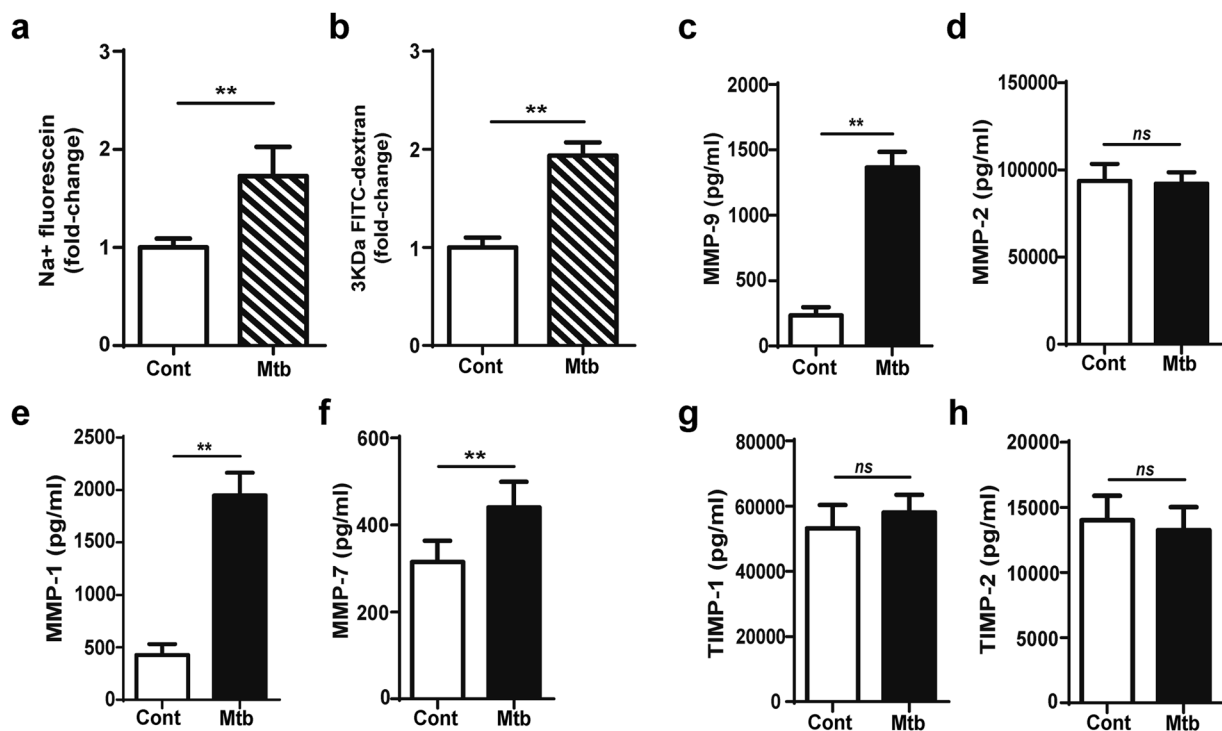 a
Na+ fluorescein
(fold-change)
3
2
1
0
**
Cont Mtb
b
3KDa FITC-dextran
(fold-change)
3
2
1
0
**
Cont Mtb
c
MMP-9 (pg/ml)
2000
1500
1000
500
0
**
Cont Mtb
d
MMP-2 (pg/ml)
150000
100000
50000
0
ns
Cont Mtb
e
MMP-1 (pg/ml)
2500
2000
1500
1000
500
0
**
Cont Mtb
f
MMP-7 (pg/ml)
600
400
200
0
**
Cont Mtb
g
TIMP-1 (pg/ml)
80000
60000
40000
20000
0
ns
Cont Mtb
h
TIMP-2 (pg/ml)
20000
15000
10000
5000
0
ns
Cont Mtb